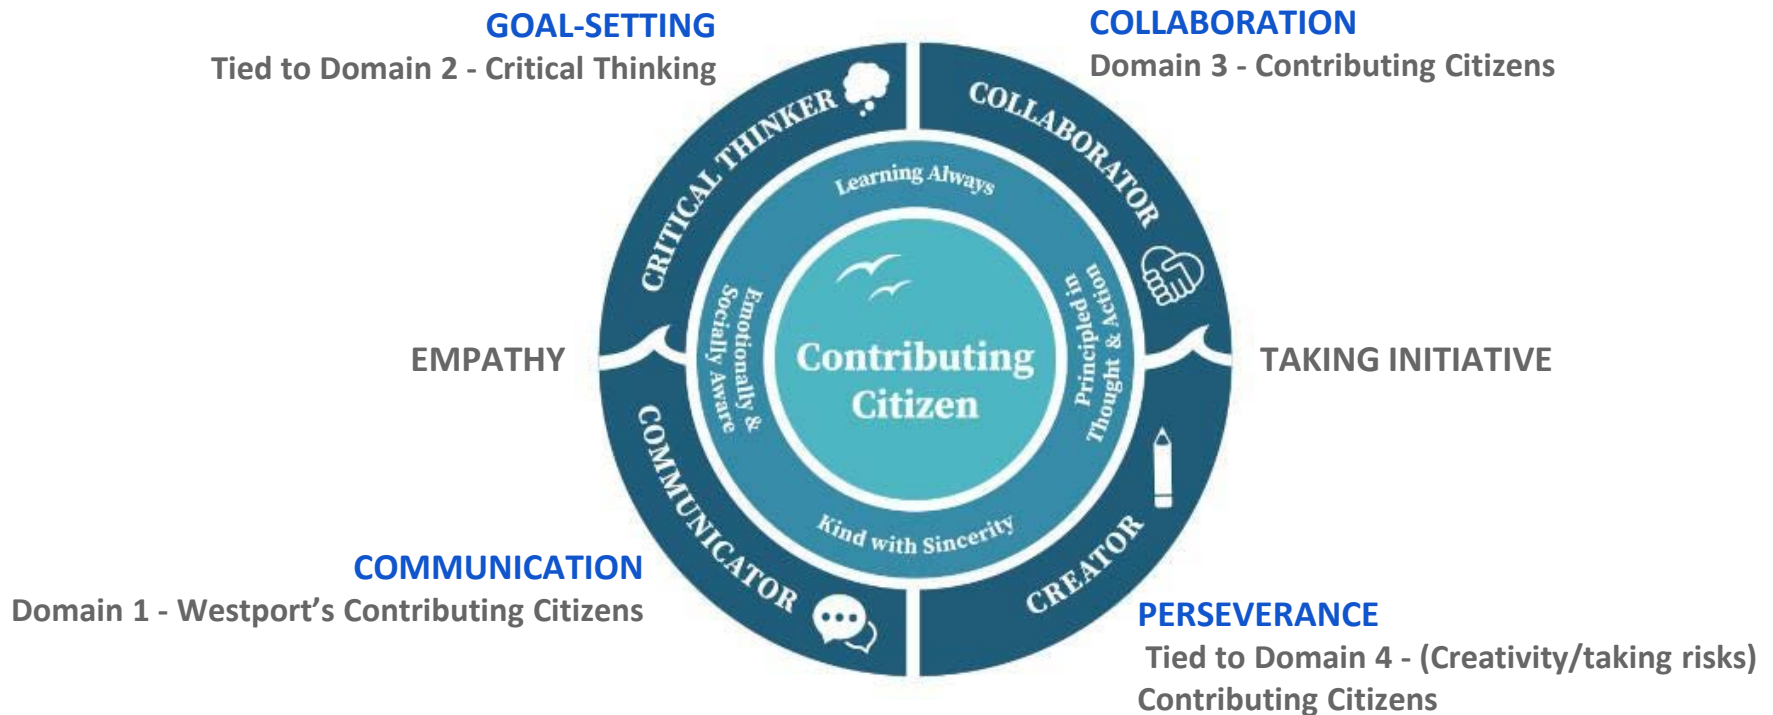 GOAL-SETTING
Tied to Domain 2 - Critical Thinking
COLLABORATION
Domain 3 - Contributing Citizens
CRITICAL THINKER
COLLABORATOR
Learning Always
Emotionally &
Socially Aware
Principled in
Thought & Action
Contributing
Citizen
EMPATHY
TAKING INITIATIVE
Kind with Sincerity
COMMUNICATOR
CREATOR
COMMUNICATION
Domain 1 - Westport’s Contributing Citizens
PERSEVERANCE
Tied to Domain 4 - (Creativity/taking risks)
Contributing Citizens